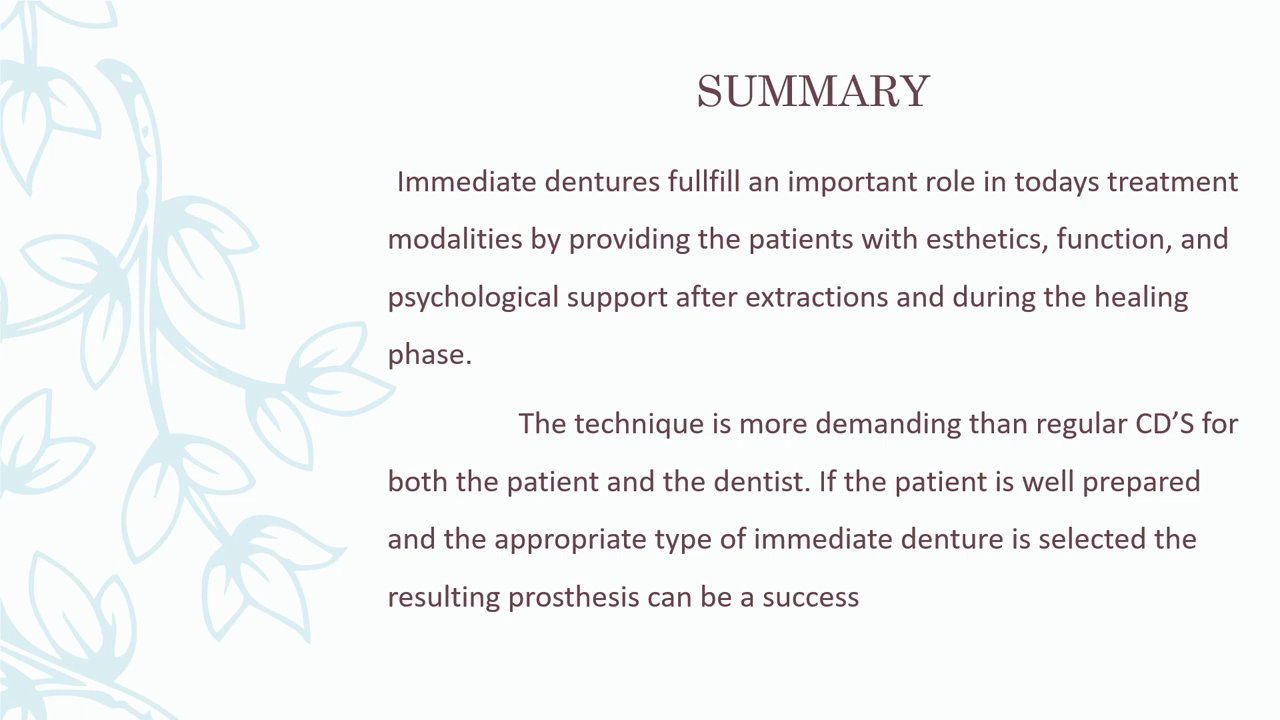 SUMMARY
Immediate dentures fullfill an important role in todays treatment
modalities by providing the patients with esthetics, function, and
psychological support after extractions and during the healing
phase.
The technique is more demanding than regular CD’S for
both the patient and the dentist. If the patient is well prepared
and the appropriate type of immediate denture is selected the
resulting prosthesis can be a success